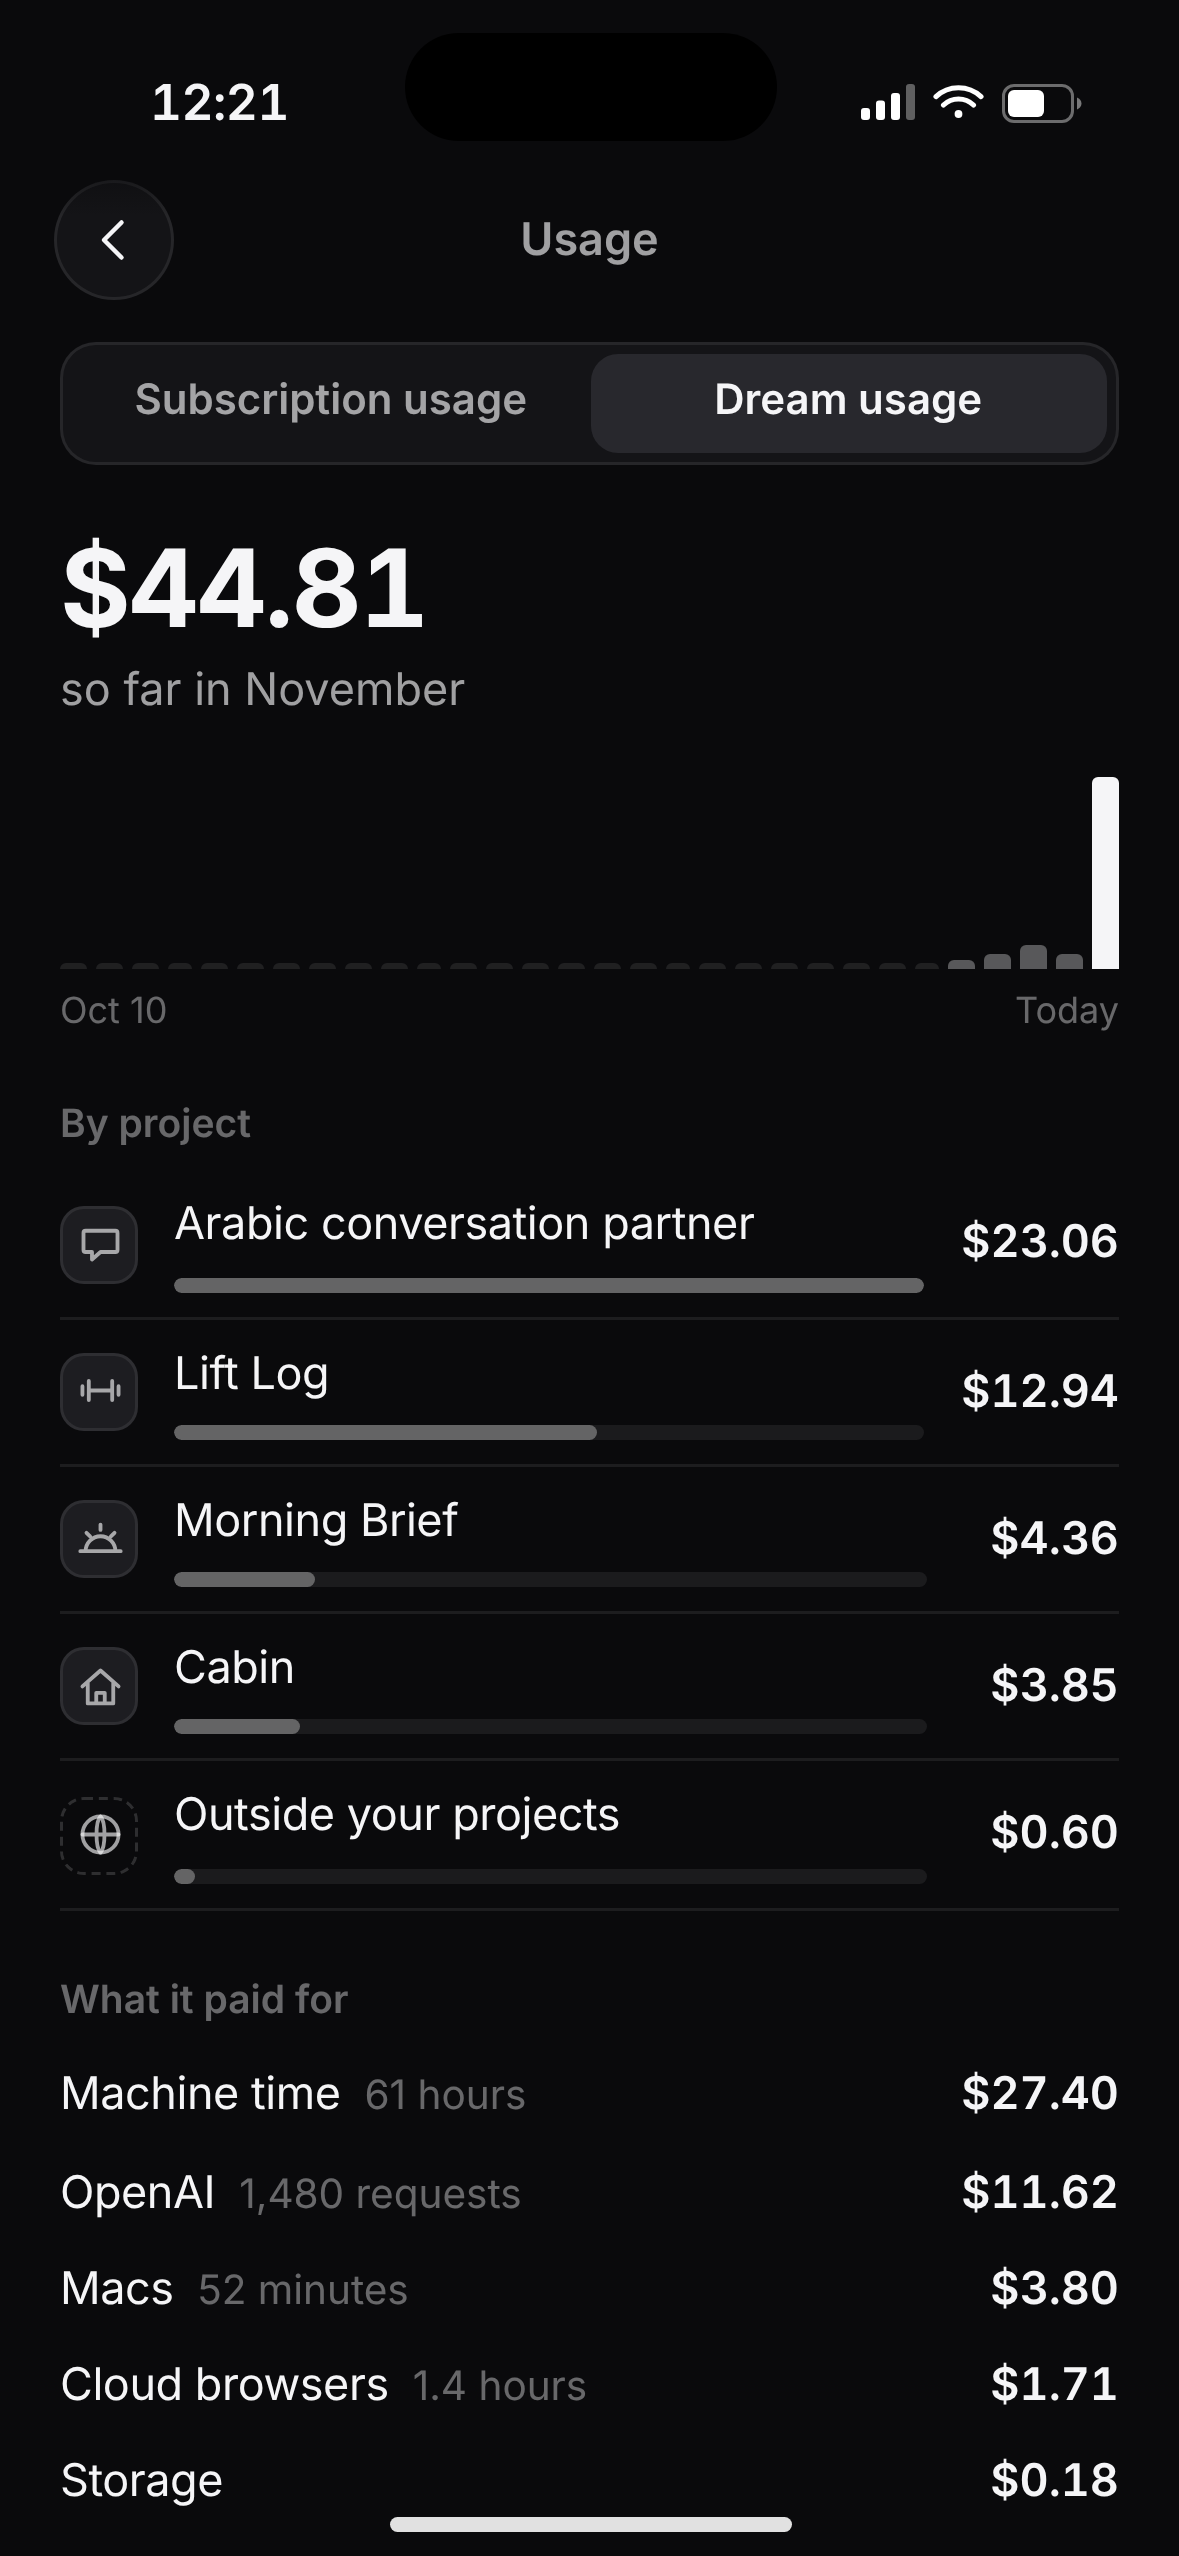 12:21
Usage
Subscription usage
Dream usage
$44.81
so far in November
Oct 10
Today
By project
Arabic conversation partner
$23.06
Lift Log
$12.94
Morning Brief
$4.36
Cabin
$3.85
Outside your projects
$0.60
What it paid for
Machine time 61 hours
$27.40
OpenAI 1,480 requests
$11.62
Macs 52 minutes
$3.80
Cloud browsers 1.4 hours
$1.71
Storage
$0.18